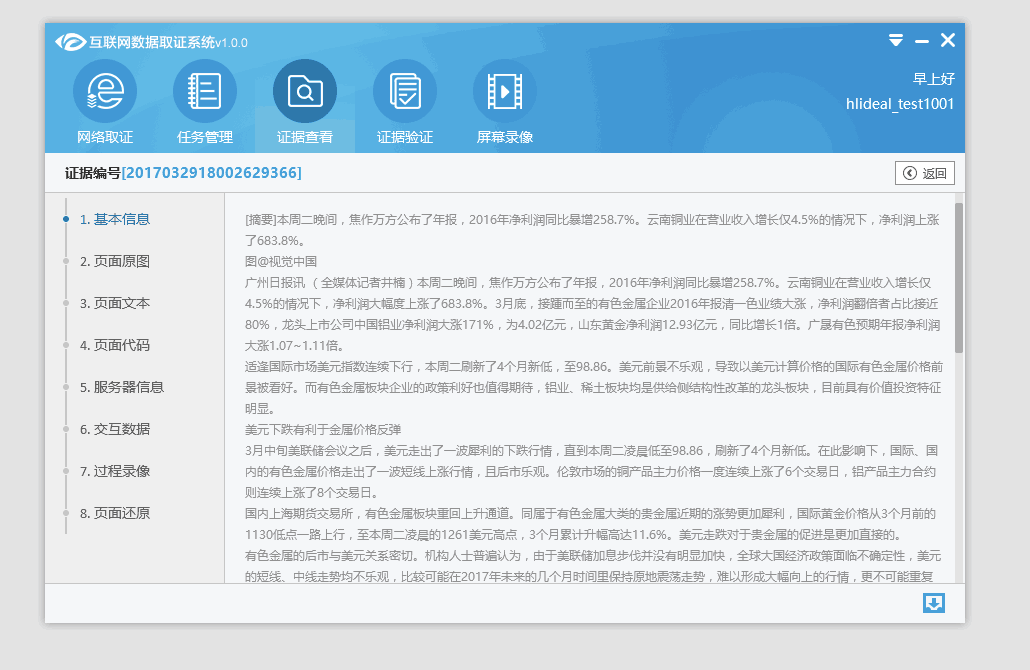 互联网数据取证系统v1.0.0
早上好
hlideal_test1001
网络取证 任务管理 证据查看 证据验证 屏幕录像
证据编号[2017032918002629366]
返回
1. 基本信息
2. 页面原图
3. 页面文本
4. 页面代码
5. 服务器信息
6. 交互数据
7. 过程录像
8. 页面还原
[摘要]本周二晚间，焦作万方公布了年报，2016年净利润同比暴增258.7%。云南铜业在营业收入增长仅4.5%的情况下，净利润上涨
了683.8%。
图@视觉中国
广州日报讯 （全媒体记者井楠）本周二晚间，焦作万方公布了年报，2016年净利润同比暴增258.7%。云南铜业在营业收入增长仅
4.5%的情况下，净利润大幅度上涨了683.8%。3月底，接踵而至的有色金属企业2016年报清一色业绩大涨，净利润翻倍者占比接近
80%，龙头上市公司中国铝业净利润大涨171%，为4.02亿元，山东黄金净利润12.93亿元，同比增长1倍。广晟有色预期年报净利润
大涨1.07~1.11倍。
适逢国际市场美元指数连续下行，本周二刷新了4个月新低，至98.86。美元前景不乐观，导致以美元计算价格的国际有色金属价格前
景被看好。而有色金属板块企业的政策利好也值得期待，铝业、稀土板块均是供给侧结构性改革的龙头板块，目前具有价值投资特征
明显。
美元下跌有利于金属价格反弹
3月中旬美联储会议之后，美元走出了一波犀利的下跌行情，直到本周二凌晨低至98.86，刷新了4个月新低。在此影响下，国际、国
内的有色金属价格走出了一波短线上涨行情，且后市乐观。伦敦市场的铜产品主力价格一度连续上涨了6个交易日，铝产品主力合约
则连续上涨了8个交易日。
国内上海期货交易所，有色金属板块重回上升通道。同属于有色金属大类的贵金属近期的涨势更加犀利，国际黄金价格从3个月前的
1130低点一路上行，至本周二凌晨的1261美元高点，3个月累计升幅高达11.6%。美元走跌对于贵金属的促进是更加直接的。
有色金属的后市与美元关系密切。机构人士普遍认为，由于美联储加息步伐并没有明显加快，全球大国经济政策面临不确定性，美元
的短线、中线走势均不乐观，比较可能在2017年未来的几个月时间里保持原地震荡走势，难以形成大幅向上的行情，更不可能重复